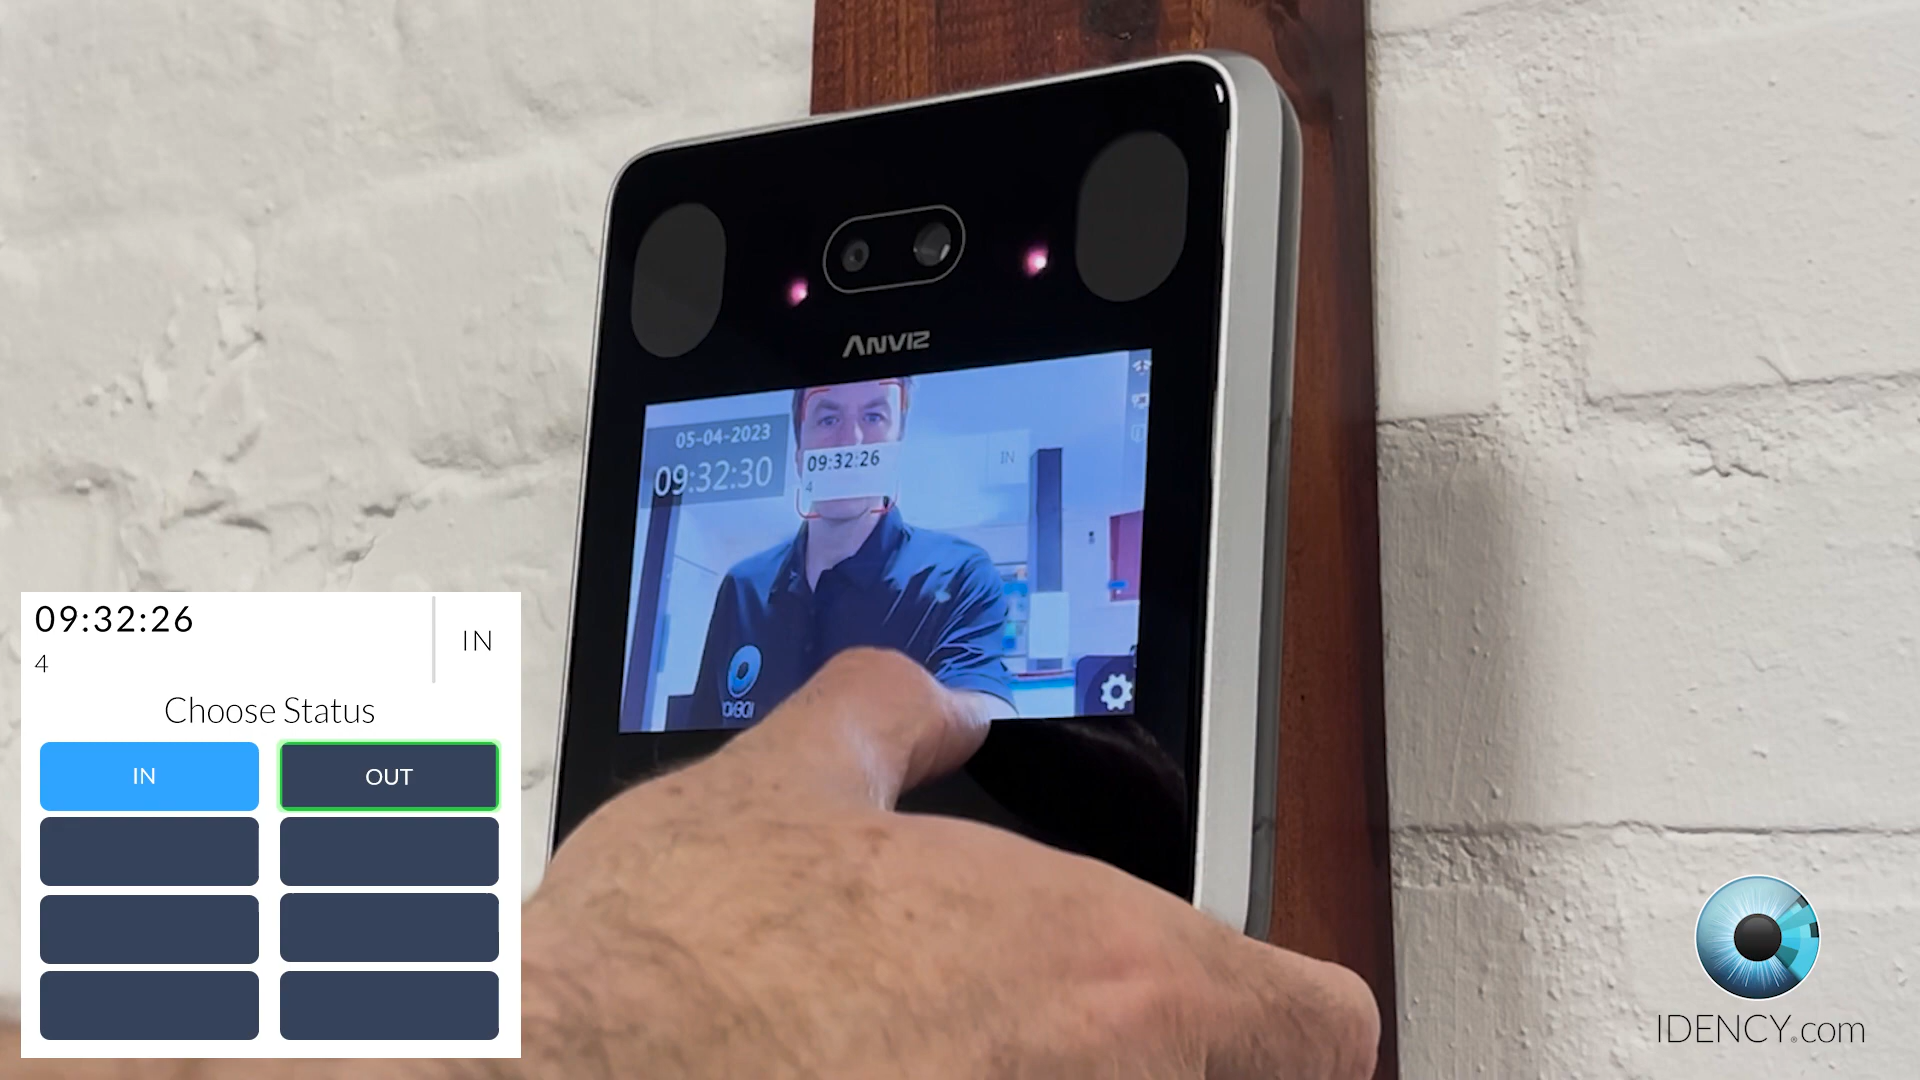 ANVIZ
05-04-2023
09:32:30
09:32:26
IN
4
09:32:26
IN
4
Choose Status
IN
OUT
IDENCY.com